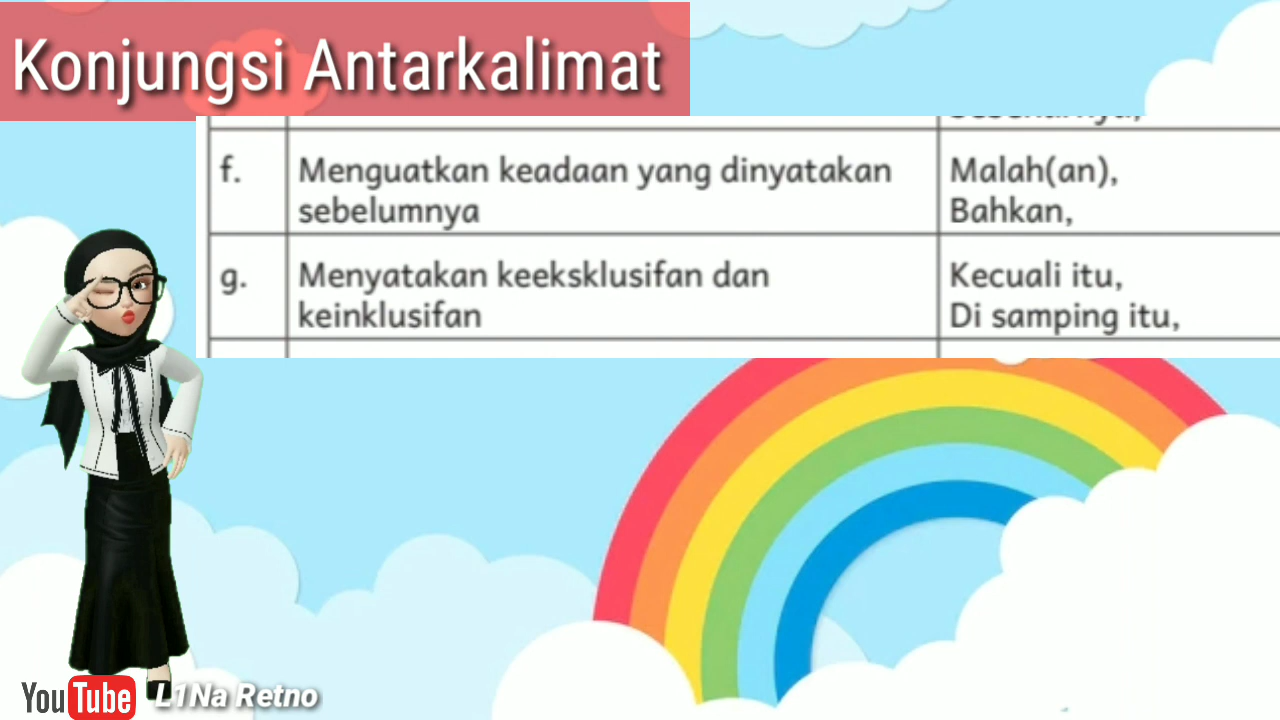 Konjungsi Antarkalimat
f. Menguatkan keadaan yang dinyatakan Malah(an),
sebelumnya Bahkan,
g. Menyatakan keeksklusifan dan Kecuali itu,
keinklusifan Di samping itu,
YouTube L1Na Retno